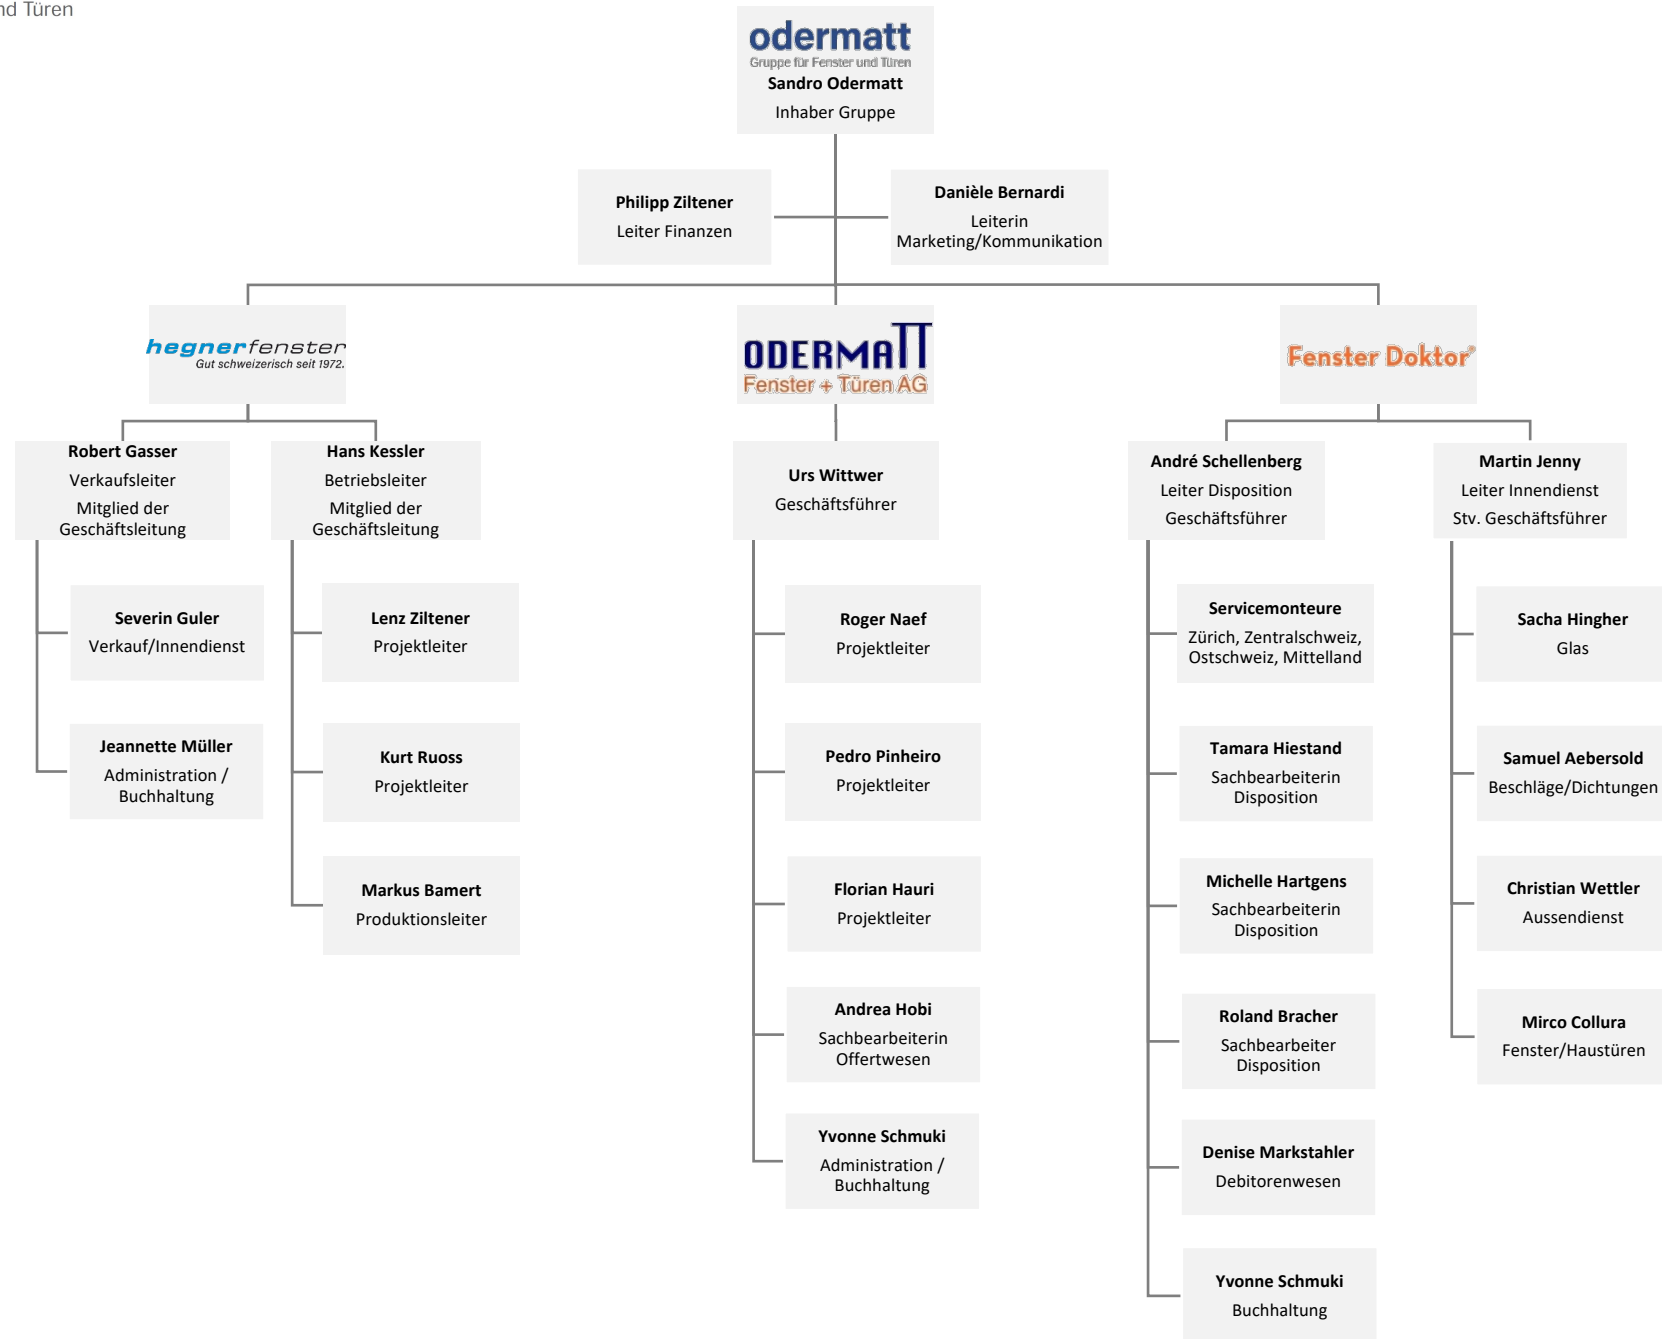 nd Türen
odermatt
Gruppe für Fenster und Türen
Sandro Odermatt
Inhaber Gruppe
Philipp Ziltener
Leiter Finanzen
Danièle Bernardi
Leiterin
Marketing/Kommunikation
hegnerfenster
Gut schweizerisch seit 1972.
Robert Gasser
Verkaufsleiter
Mitglied der
Geschäftsleitung
Severin Guler
Verkauf/Innendienst
Jeannette Müller
Administration /
Buchhaltung
Hans Kessler
Betriebsleiter
Mitglied der
Geschäftsleitung
Lenz Ziltener
Projektleiter
Kurt Ruoss
Projektleiter
Markus Bamert
Produktionsleiter
ODERMATT
Fenster + Türen AG
Urs Wittwer
Geschäftsführer
Roger Naef
Projektleiter
Pedro Pinheiro
Projektleiter
Florian Hauri
Projektleiter
Andrea Hobi
Sachbearbeiterin
Offertwesen
Yvonne Schmuki
Administration /
Buchhaltung
Fenster Doktor®
André Schellenberg
Leiter Disposition
Geschäftsführer
Servicemonteure
Zürich, Zentralschweiz,
Ostschweiz, Mittelland
Tamara Hiestand
Sachbearbeiterin
Disposition
Michelle Hartgens
Sachbearbeiterin
Disposition
Roland Bracher
Sachbearbeiter
Disposition
Denise Markstahler
Debitorenwesen
Yvonne Schmuki
Buchhaltung
Martin Jenny
Leiter Innendienst
Stv. Geschäftsführer
Sacha Hingher
Glas
Samuel Aebersold
Beschläge/Dichtungen
Christian Wettler
Aussendienst
Mirco Collura
Fenster/Haustüren